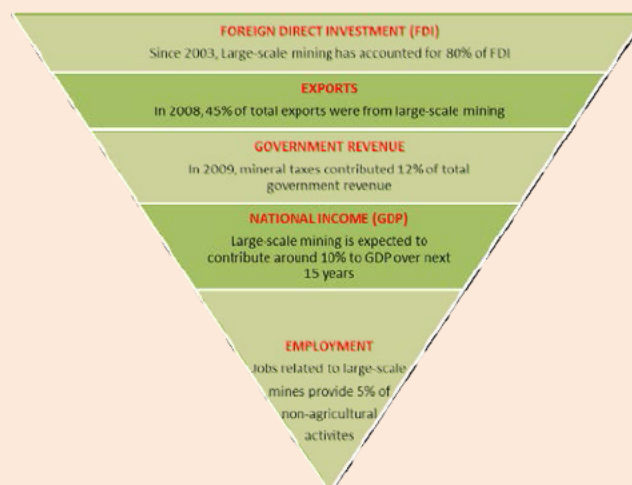 FOREIGN DIRECT INVESTMENT (FDI)
Since 2003, Large-scale mining has accounted for 80% of FDI
EXPORTS
In 2008, 45% of total exports were from large-scale mining
GOVERNMENT REVENUE
In 2009, mineral taxes contributed 12% of total
government revenue
NATIONAL INCOME (GDP)
Large-scale mining is expected to
contribute around 10% to GDP over next
15 years
EMPLOYMENT
Jobs related to large-scale
mines provide 5% of
non-agricultural
activites